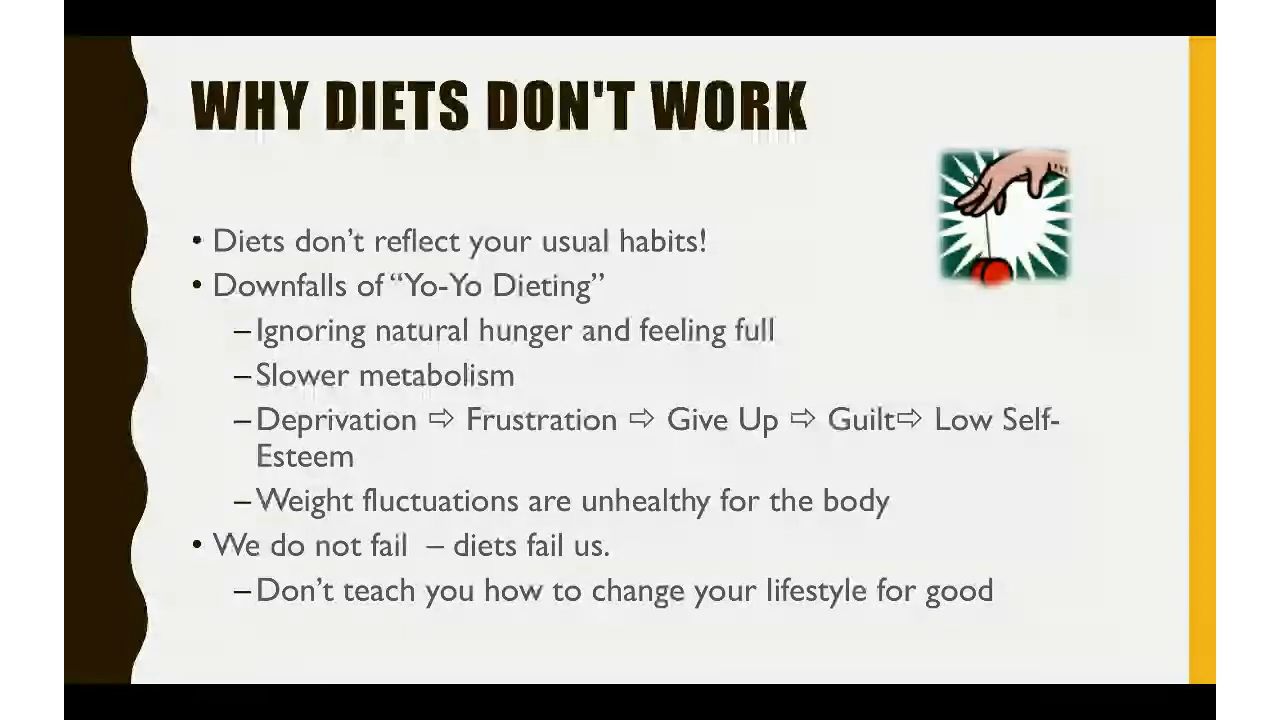 WHY DIETS DON'T WORK
• Diets don’t reflect your usual habits!
• Downfalls of “Yo-Yo Dieting”
– Ignoring natural hunger and feeling full
– Slower metabolism
– Deprivation ⇨ Frustration ⇨ Give Up ⇨ Guilt⇨ Low Self-
Esteem
– Weight fluctuations are unhealthy for the body
• We do not fail – diets fail us.
– Don’t teach you how to change your lifestyle for good